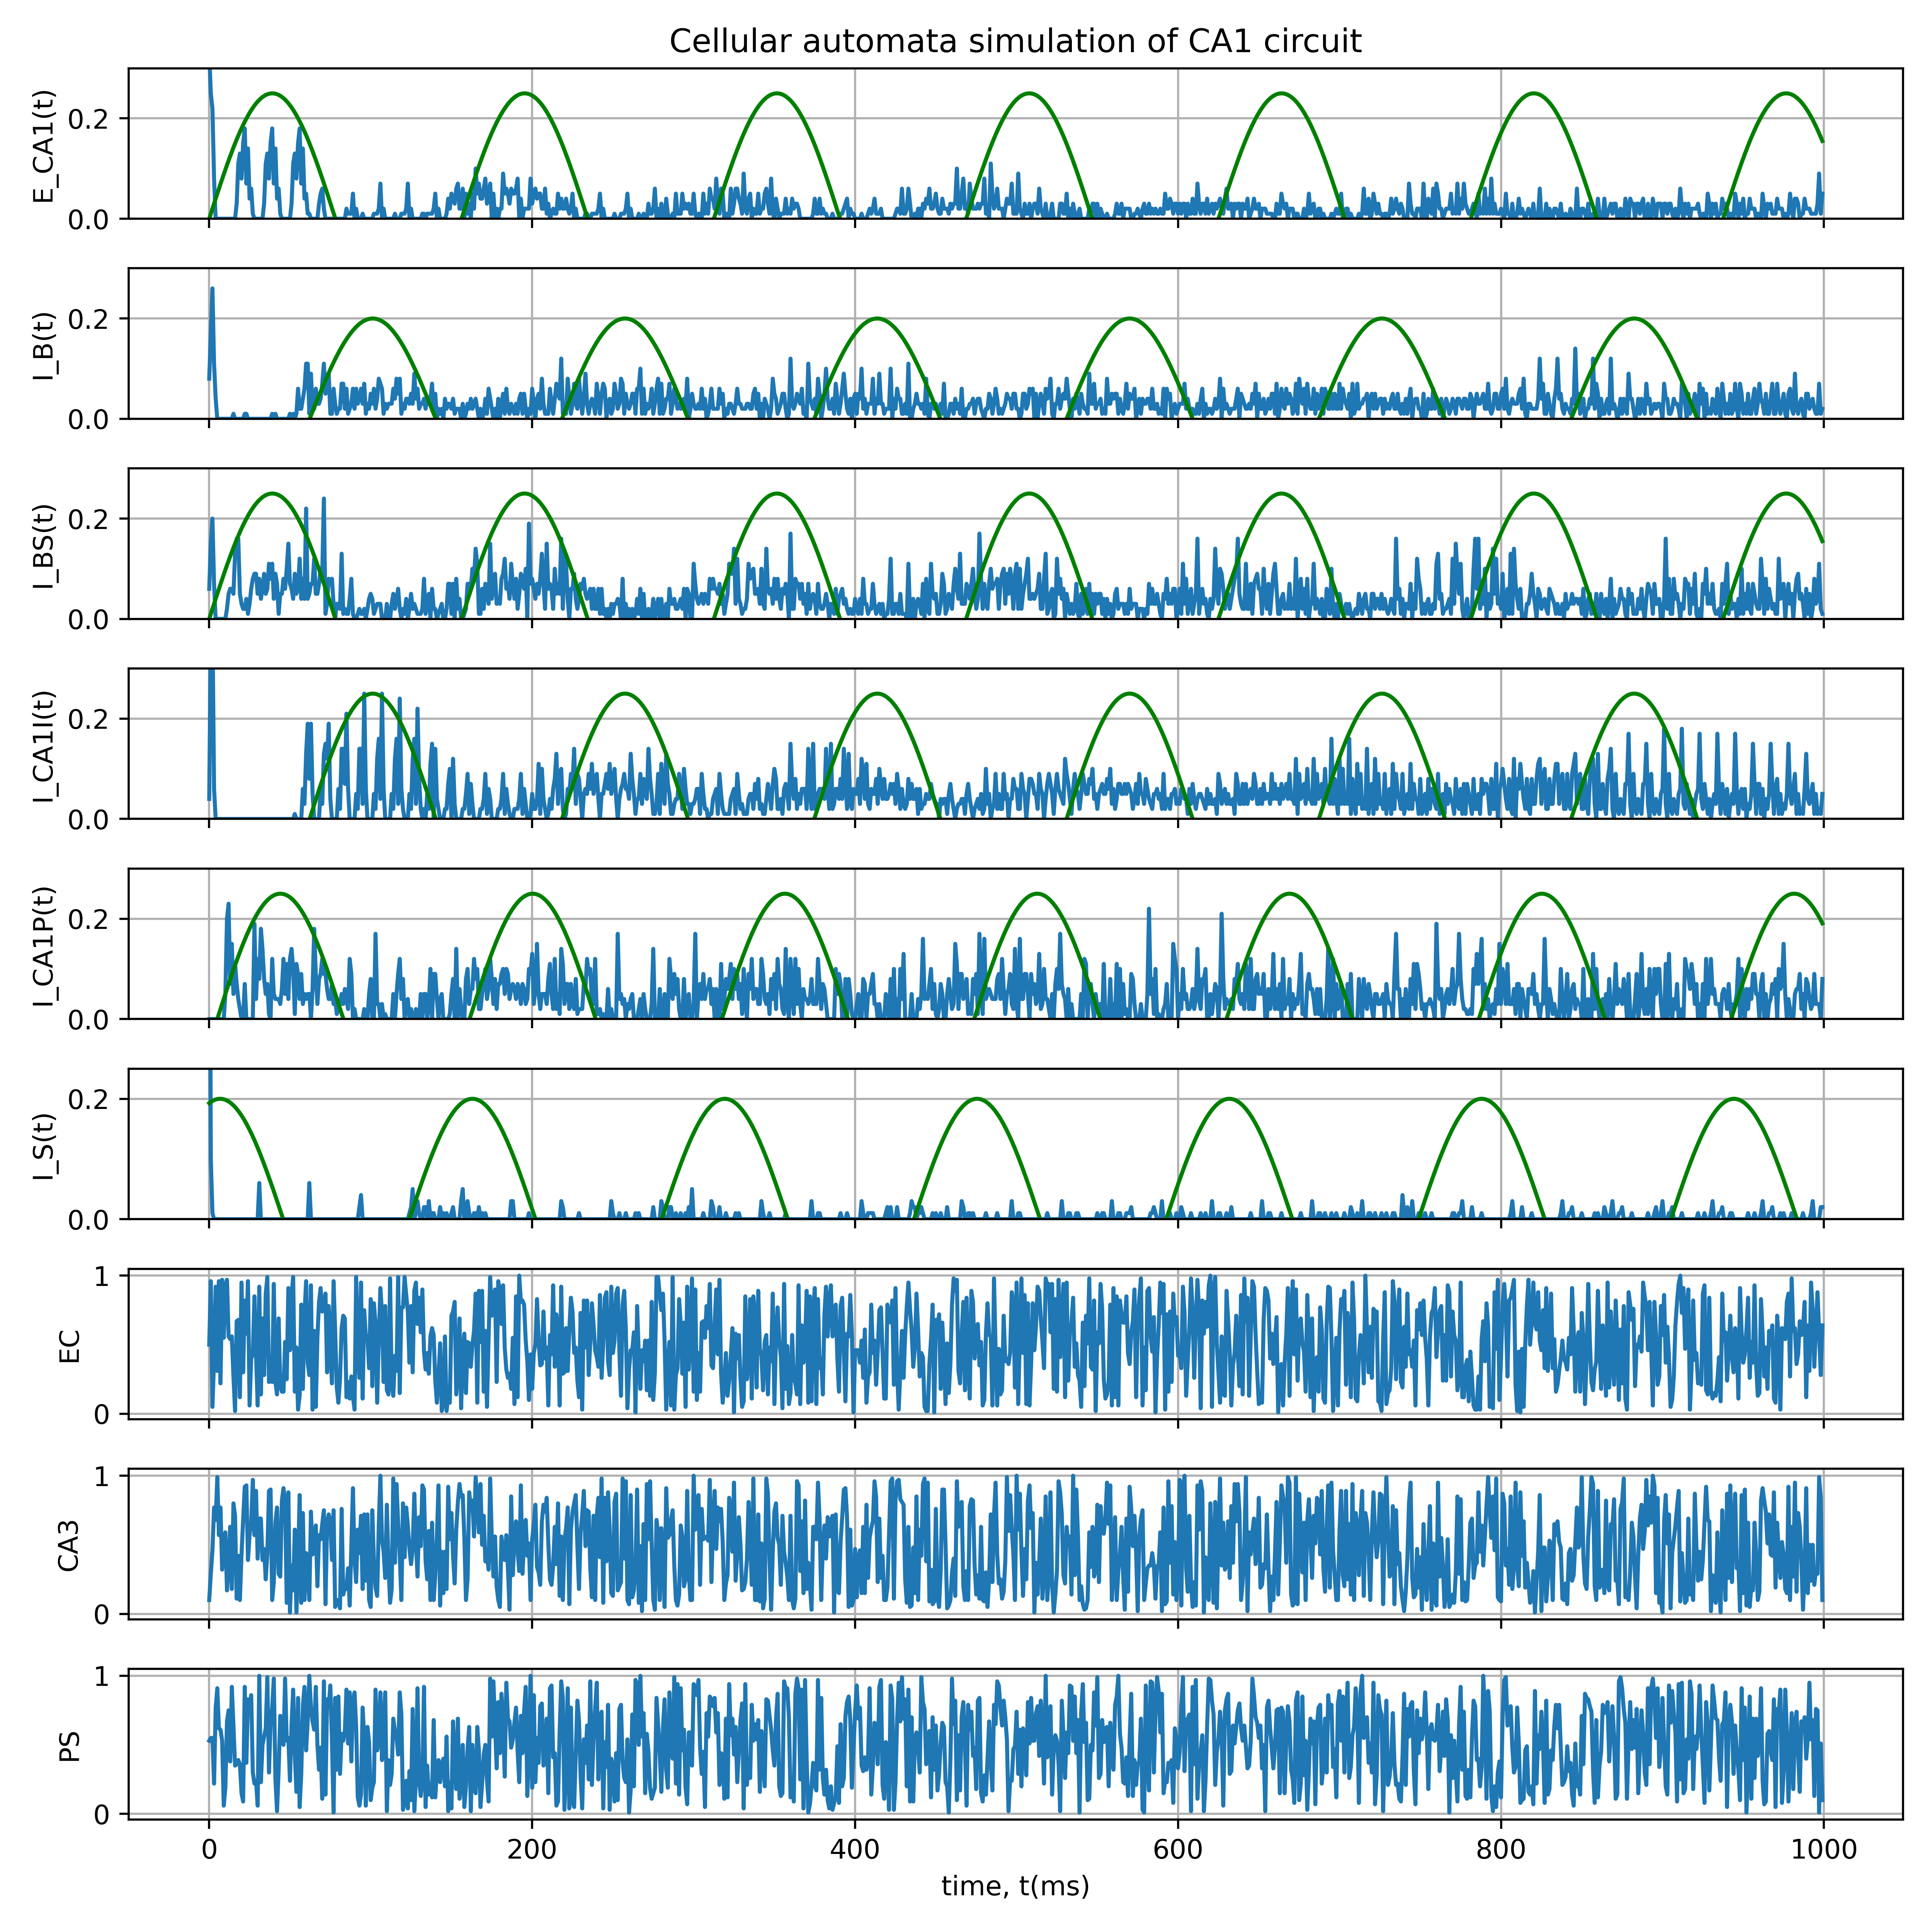 Cellular automata simulation of CA1 circuit
E_CA1(t)
0.2
0.0
I_B(t)
0.2
0.0
I_BS(t)
0.2
0.0
I_CA1I(t)
0.2
0.0
I_CA1P(t)
0.2
0.0
I_S(t)
0.2
0.0
EC
1
0
CA3
1
0
PS
1
0
0 200 400 600 800 1000
time, t(ms)